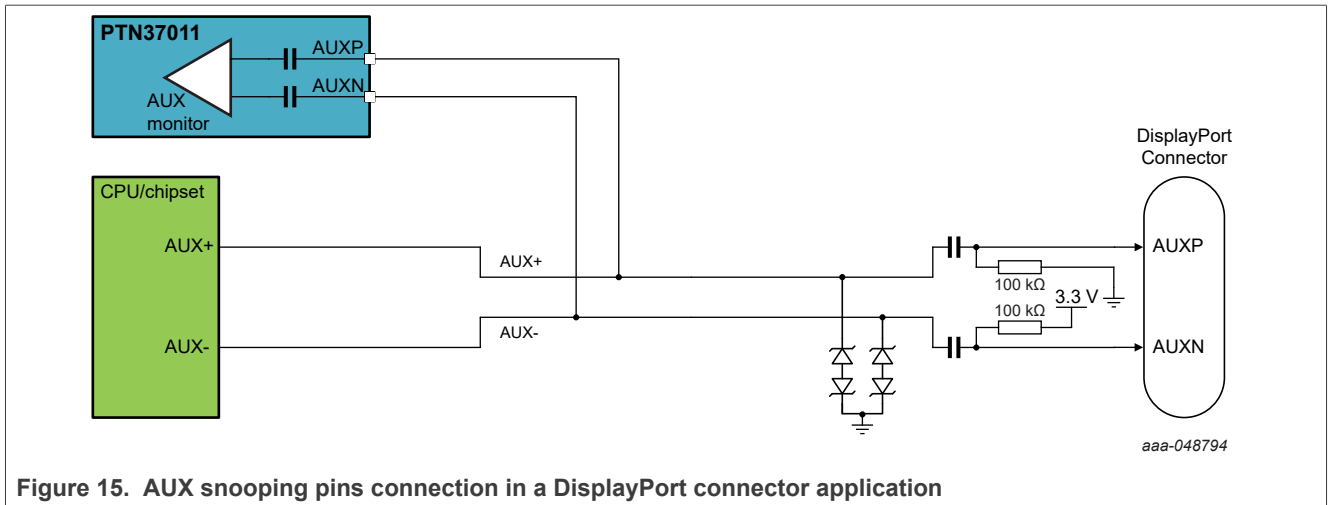 PTN37011
AUXP
AUXN
AUX
monitor
CPU/chipset
AUX+
AUX-
AUX+
AUX-
DisplayPort
Connector
AUXP
100 kΩ
3.3 V
100 kΩ
AUXN
aaa-048794
Figure 15. AUX snooping pins connection in a DisplayPort connector application